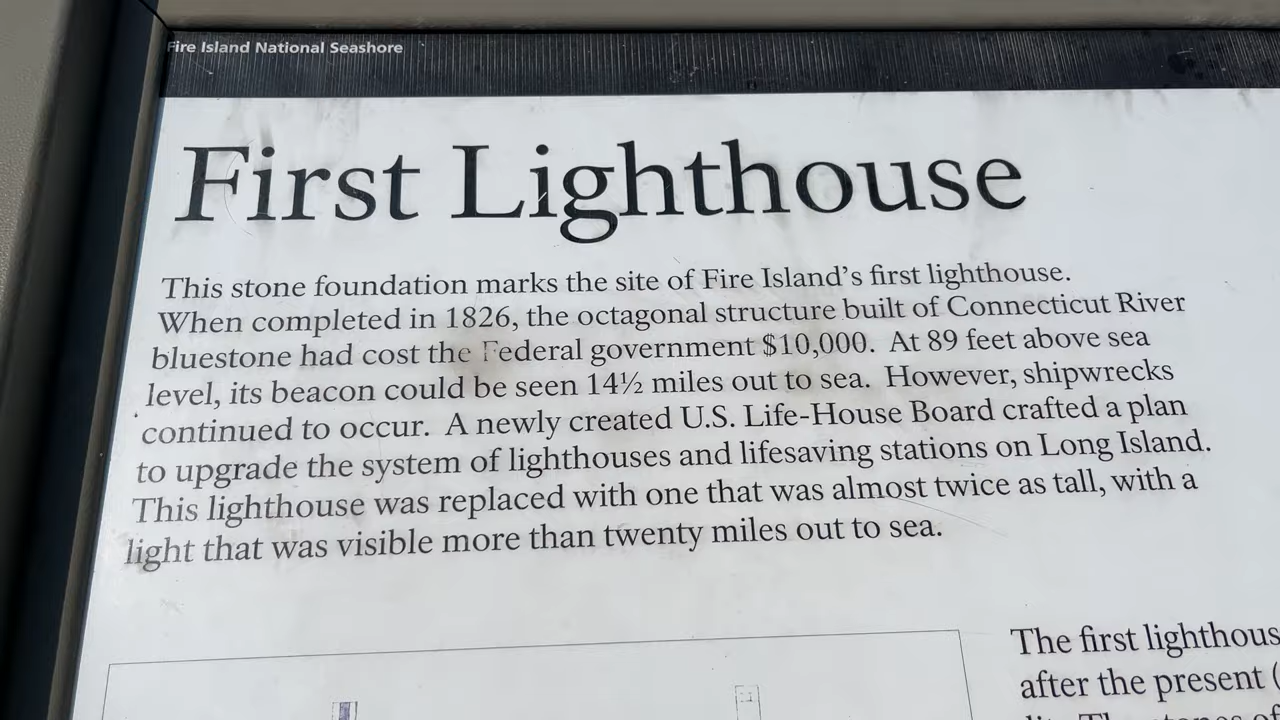 Fire Island National Seashore
First Lighthouse
This stone foundation marks the site of Fire Island's first lighthouse.
When completed in 1826, the octagonal structure built of Connecticut River
bluestone had cost the Federal government $10,000. At 89 feet above sea
level, its beacon could be seen 14½ miles out to sea. However, shipwrecks
continued to occur. A newly created U.S. Life-House Board crafted a plan
to upgrade the system of lighthouses and lifesaving stations on Long Island.
This lighthouse was replaced with one that was almost twice as tall, with a
light that was visible more than twenty miles out to sea.
The first lighthous
after the present (